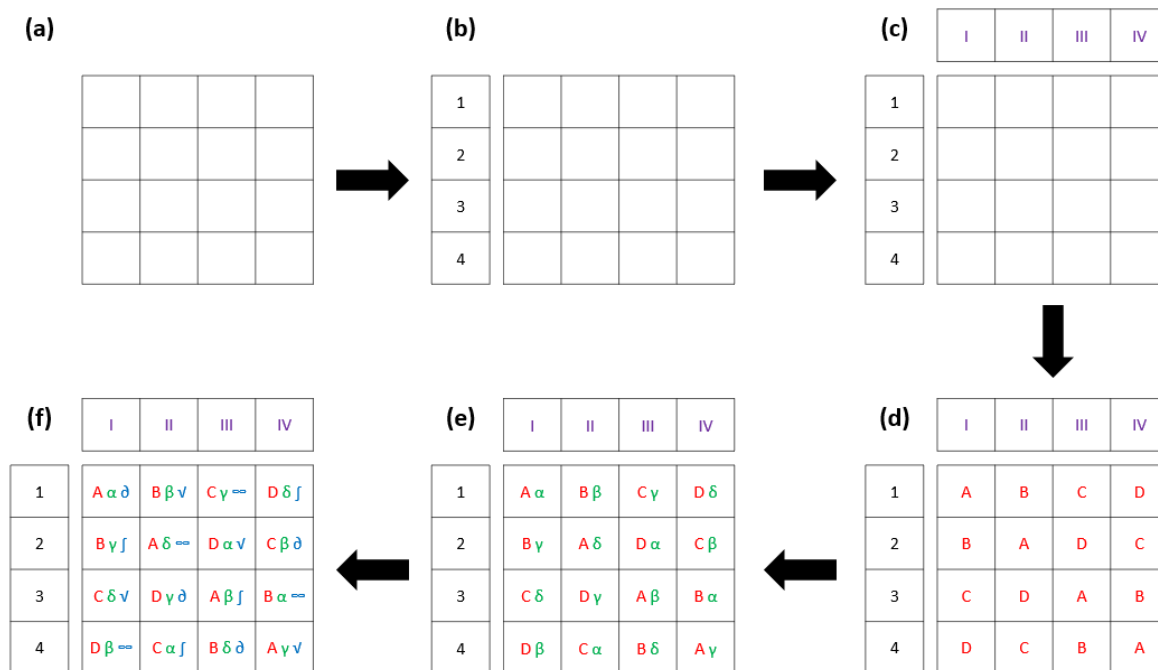 (a)
(b)
1
2
3
4
(c)
I II III IV
1
2
3
4
(f)
I II III IV
1 A α ∂ B β √ C γ ∞ D δ ∫
2 B γ ∫ A δ ∞ D α √ C β ∂
3 C δ √ D γ ∂ A β ∫ B α ∞
4 D β ∞ C α ∫ B δ ∂ A γ √
(e)
I II III IV
1 A α B β C γ D δ
2 B γ A δ D α C β
3 C δ D γ A β B α
4 D β C α B δ A γ
(d)
I II III IV
1 A B C D
2 B A D C
3 C D A B
4 D C B A